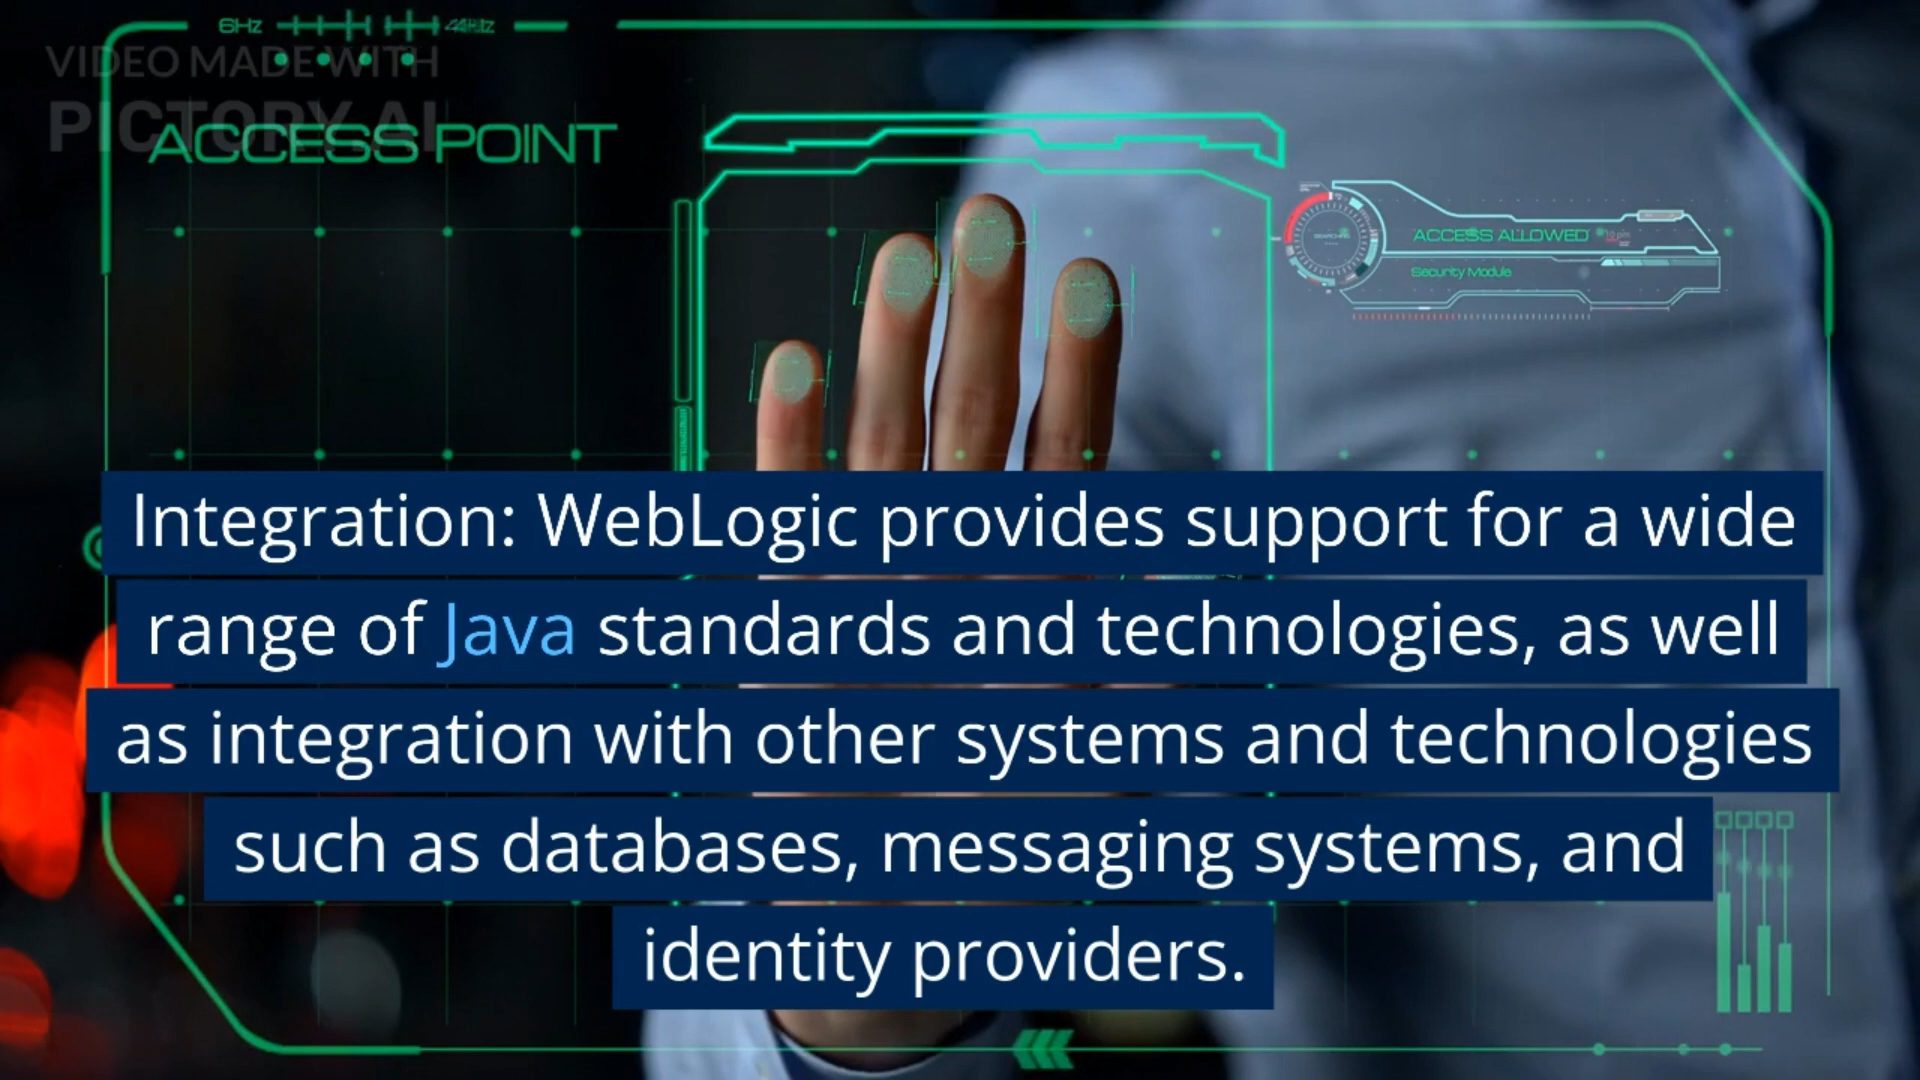 6Hz 44Hz
VIDEO MADE WITH
PICTORY.AI
ACCESS POINT
ACCESS ALLOWED
Security Module
Integration: WebLogic provides support for a wide
range of Java standards and technologies, as well
as integration with other systems and technologies
such as databases, messaging systems, and
identity providers.